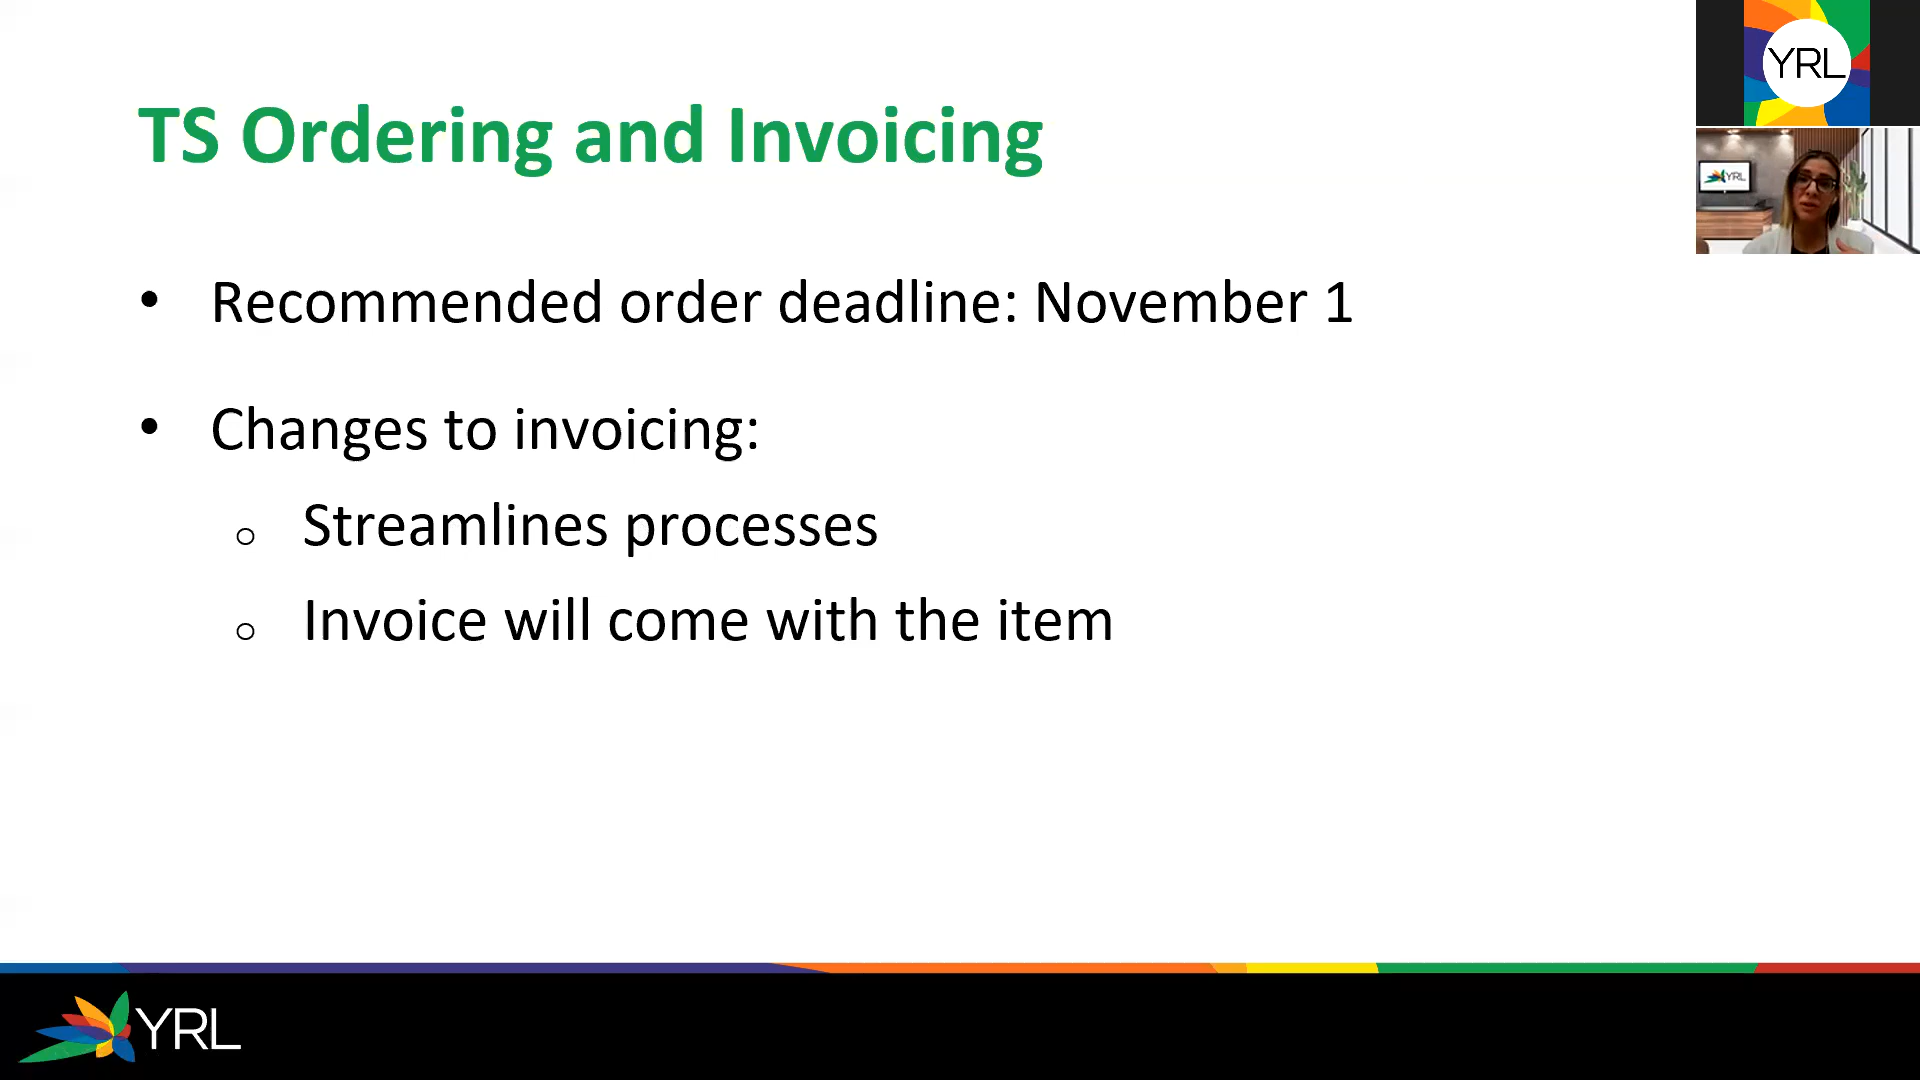 TS Ordering and Invoicing
• Recommended order deadline: November 1
• Changes to invoicing:
o Streamlines processes
o Invoice will come with the item
YRL
YRL
YRL